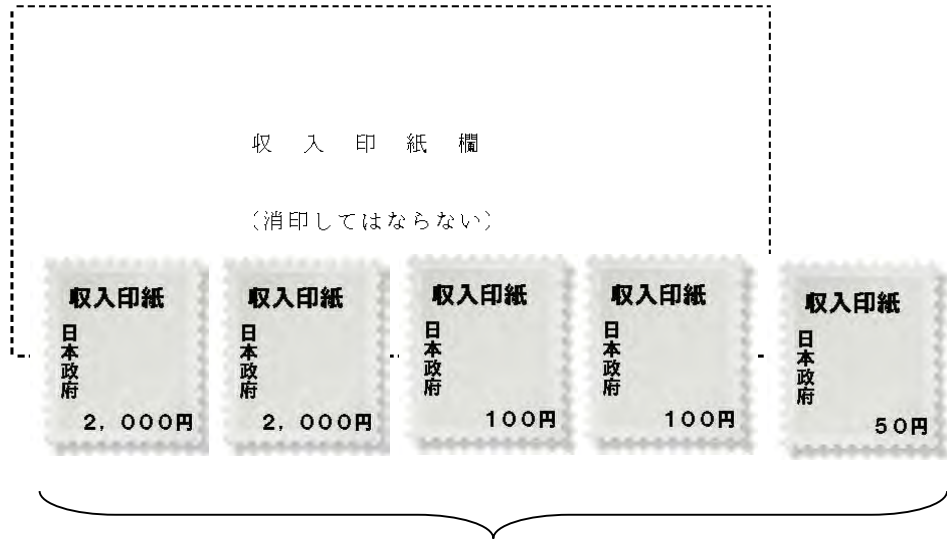 収入印紙欄
(消印してはならない)
収入印紙
日本政府
2,000円
収入印紙
日本政府
2,000円
収入印紙
日本政府
100円
収入印紙
日本政府
100円
収入印紙
日本政府
50円